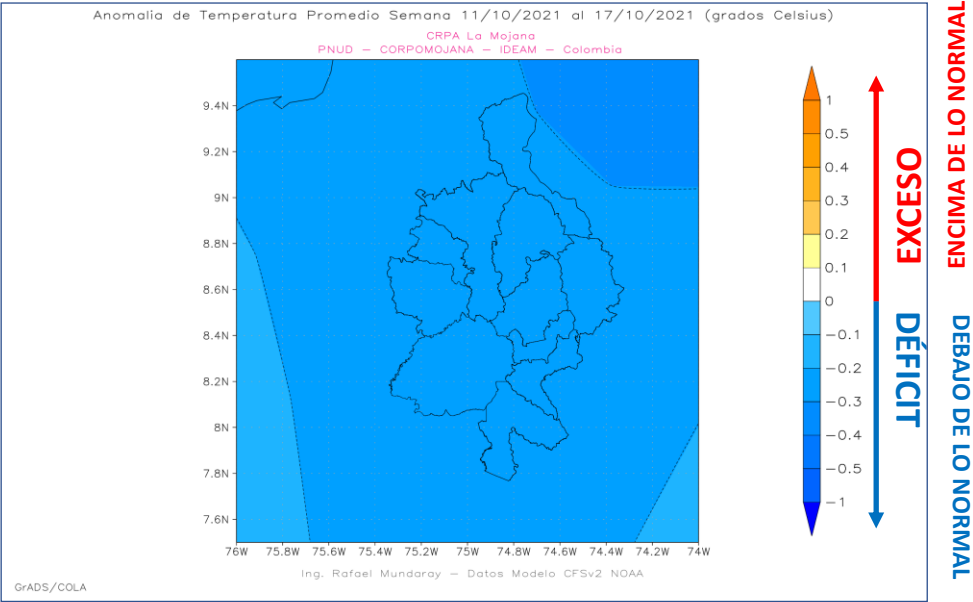 Anomalia de Temperatura Promedio Semana 11/10/2021 al 17/10/2021 (grados Celsius)
CRPA La Mojana
PNUD – CORPOMOJANA – IDEAM – Colombia
9.4N
9.2N
9N
8.8N
8.6N
8.4N
8.2N
8N
7.8N
7.6N
76W 75.8W 75.6W 75.4W 75.2W 75W 74.8W 74.6W 74.4W 74.2W 74W
1
0.5
0.4
0.3
0.2
0.1
0
-0.1
-0.2
-0.3
-0.4
-0.5
-1
EXCESO
DÉFICIT
ENCIMA DE LO NORMAL
DEBAJO DE LO NORMAL
Ing. Rafael Mundaray – Datos Modelo CFSv2 NOAA
GrADS/COLA